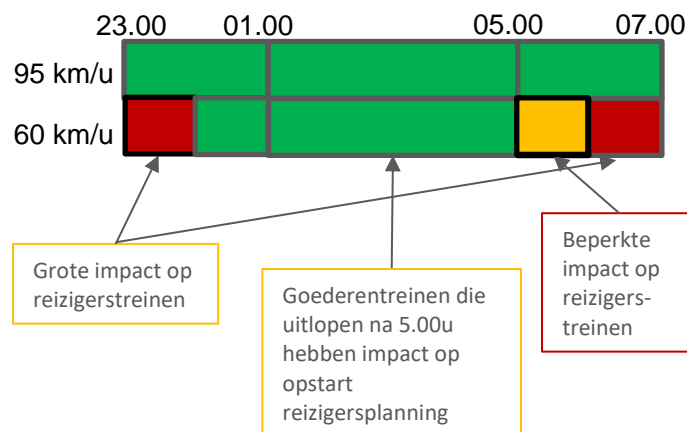 23.00 01.00 05.00 07.00
95 km/u
60 km/u
Grote impact op
reizigerstreinen
Goederentreinen die
uitlopen na 5.00u
hebben impact op
opstart
reizigersplanning
Beperkte
impact op
reizigers-
treinen